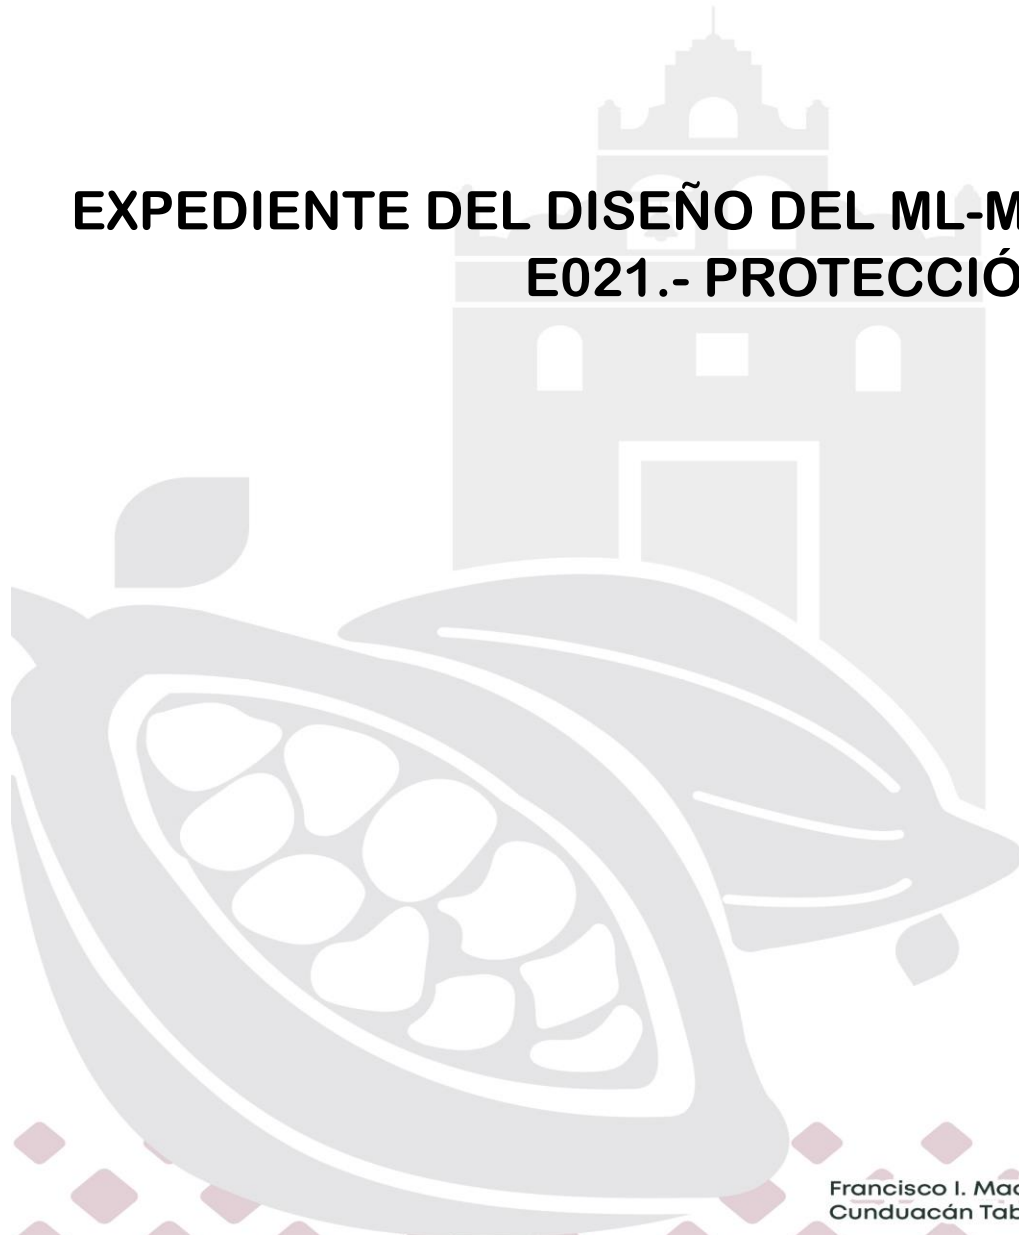 EXPEDIENTE DEL DISEÑO DEL ML-M
E021.- PROTECCIÓ
Francisco I. Mad
Cunduacán Tab